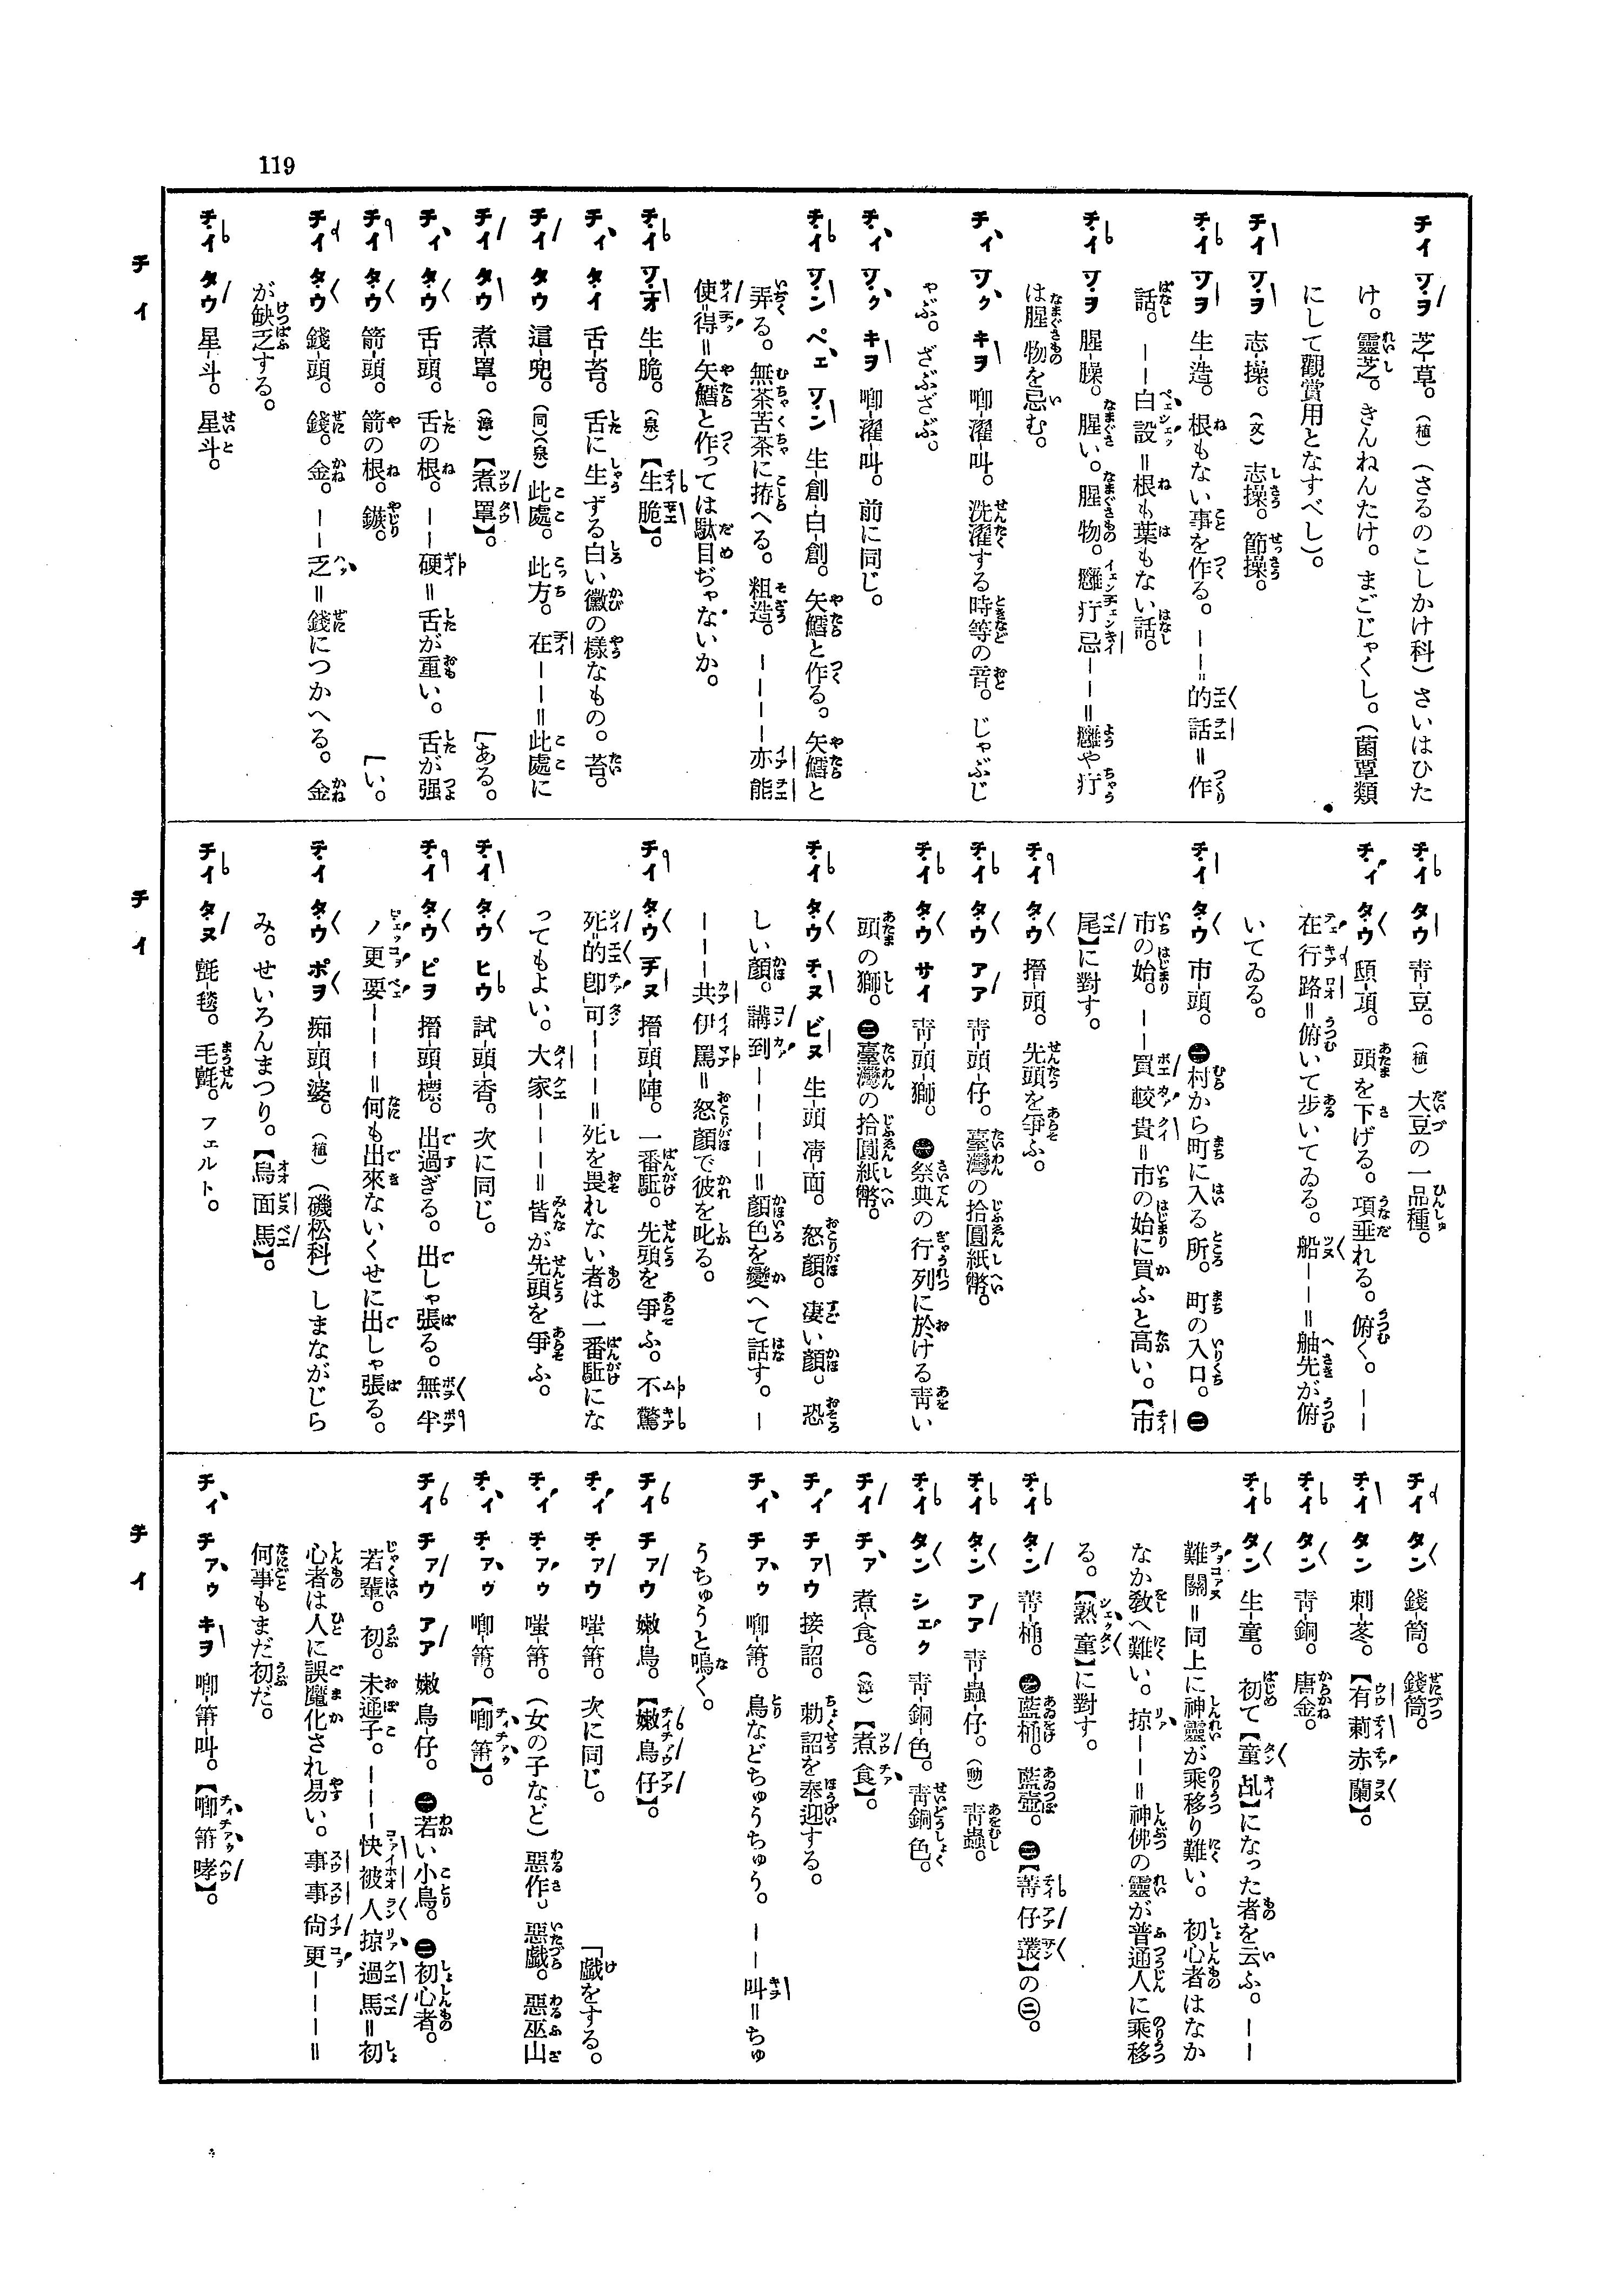 119
チイ ソヲ 芝-草。(植)(さるのこしかけ科)さいはひた
け。靈芝。きんねんたけ。まごじゃくし。(菌蕈類
にして觀賞用となすべし)。
チイ ソヲ 志-操。(文) 志操。節操。
チイ ソヲ 生-造。根もない事を作る。――的話=作
話。――白設=根も葉もない話。
チイ ソヲ 腥-臊。腥い。腥物。癰疔忌――=癰や疔
は腥物を忌む。
チイ ソク キヲ 唧-濯-叫。洗濯する時等の音。じゃぶじ
ゃぶ。ざぶざぶ。
チイ ソク キヲ 唧-濯-叫。前に同じ。
チイ ソン ペエ ソン 生-創-白-創。矢鱈と作る。矢鱈と
弄る。無茶苦茶に拵へる。粗造。――――亦能
使-得=矢鱈と作っては駄目ぢゃないか。
チイ ソオ 生-脆。(泉)【生脆】。
チイ タイ 舌-苔。舌に生ずる白い黴の樣なもの。苔。
チイ タウ 這-兜。(同)(泉) 此處。此方。在――=此處に
チイ タウ 煮-罩。(漳)【煮罩】。 「ある。
チイ タウ 舌-頭。舌の根。――硬=舌が重い。舌が强
チイ タウ 箭-頭。箭の根。鏃。 「い。
チイ タウ 錢-頭。錢。金。――乏=錢につかへる。金
が缺乏する。
チイ タウ 星-斗。星斗。
チイ
チイ タウ 靑-豆。(植) 大豆の一品種。
チイ タウ 頤-項。頭を下げる。項垂れる。俯く。――
在行路=俯いて步いてゐる。船――=舳先が俯
いてゐる。
チイ タウ 市-頭。㊀村から町に入る所。町の入口。㊁
市の始。――買較貴=市の始に買ふと高い。【市
尾】に對す。
チイ タウ 搢-頭。先頭を爭ふ。
チイ タウ アア 靑-頭-仔。臺灣の拾圓紙幣。
チイ タウ サイ 靑-頭-獅。㊀祭典の行列に於ける靑い
頭の獅。㊁臺灣の拾圓紙幣。
チイ タウ チヌ ビヌ 生-頭 凊-面。怒顏。凄い顏。恐
しい顏。講到――――=顏色を變へて話す。―
―――共伊罵=怒顏で彼を叱る。
チイ タウ チヌ 搢-頭-陣。一番駈。先頭を爭ふ。不驚
死-的卽可―――=死を畏れない者は一番駈にな
ってもよい。大家―――=皆が先頭を爭ふ。
チイ タウ ヒウ 試-頭-香。次に同じ。
チイ タウ ピヲ 搢-頭-標。出過ぎる。出しゃ張る。無半
ノ更要―――=何も出來ないくせに出しゃ張る。
チイ タウ ポヲ 痴-頭-婆。(植)(磯松科)しまながじら
み。せいろんまつり。【烏面馬】。
チイ タヌ 氈-毯。毛氈。フェルト。
チイ
チイ タン 錢-筒。錢筒。
チイ タン 刺-苳。【有莿赤蘭】。
チイ タン 靑-銅。唐金。
チイ タン 生-童。初て【童乩】になった者を云ふ。――
難關=同上に神靈が乘移り難い。初心者はなか
なか敎へ難い。掠――=神佛の靈が普通人に乘移
る。【熟童】に對す。
チイ タン 菁-桶。㊀藍桶。藍壺。㊁【菁仔叢】の㊁。
チイ タン アア 靑-蟲-仔。(動) 靑蟲。
チイ タン シエク 靑-銅-色。靑銅色。
チイ チア 煮-食。(漳)【煮食】。
チイ チァウ 接-詔。勅詔を奉迎する。
チイ チァウ 唧-筲。鳥などちゅうちゅう。――叫=ちゅ
うちゅうと鳴く。
チイ チァウ 嫩-鳥。【嫩鳥仔】。
チイ チァウ 嗤-筲。次に同じ。 「戲をする。
チイ チァウ 嗤-筲。(女の子など)惡作。惡戲。惡巫山
チイ チァウ 唧-筲。【唧筲】。
チイ チァウ アア 嫩 鳥-仔。㊀若い小鳥。㊁初心者。
若輩。初。未通子。―――快被人掠過馬=初
心者は人に誤魔化され易い。事事尙更―――=
何事もまだ初だ。
チイ チァウ キヲ 唧-筲-叫。【唧筲哮】。
チイ